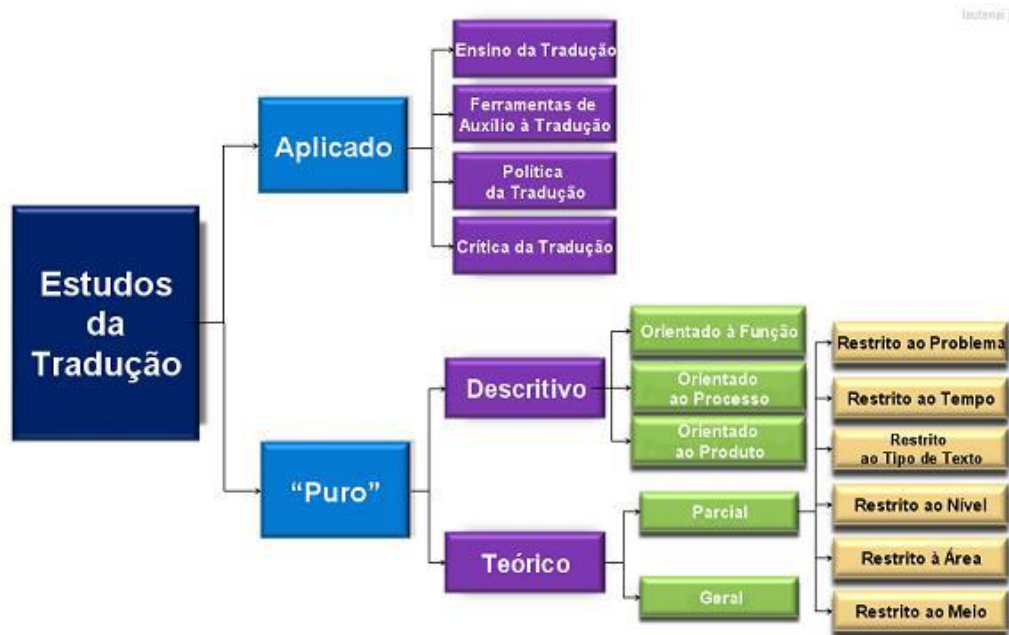 Estudos
da
Tradução
Aplicado
Ensino da Tradução
Ferramentas de
Auxílio à Tradução
Política
da Tradução
Crítica da Tradução
“Puro”
Descritivo
Orientado à Função
Orientado
ao Processo
Orientado
ao Produto
Teórico
Parcial
Restrito ao Problema
Restrito ao Tempo
Restrito
ao Tipo de Texto
Restrito ao Nível
Restrito à Área
Restrito ao Meio
Geral